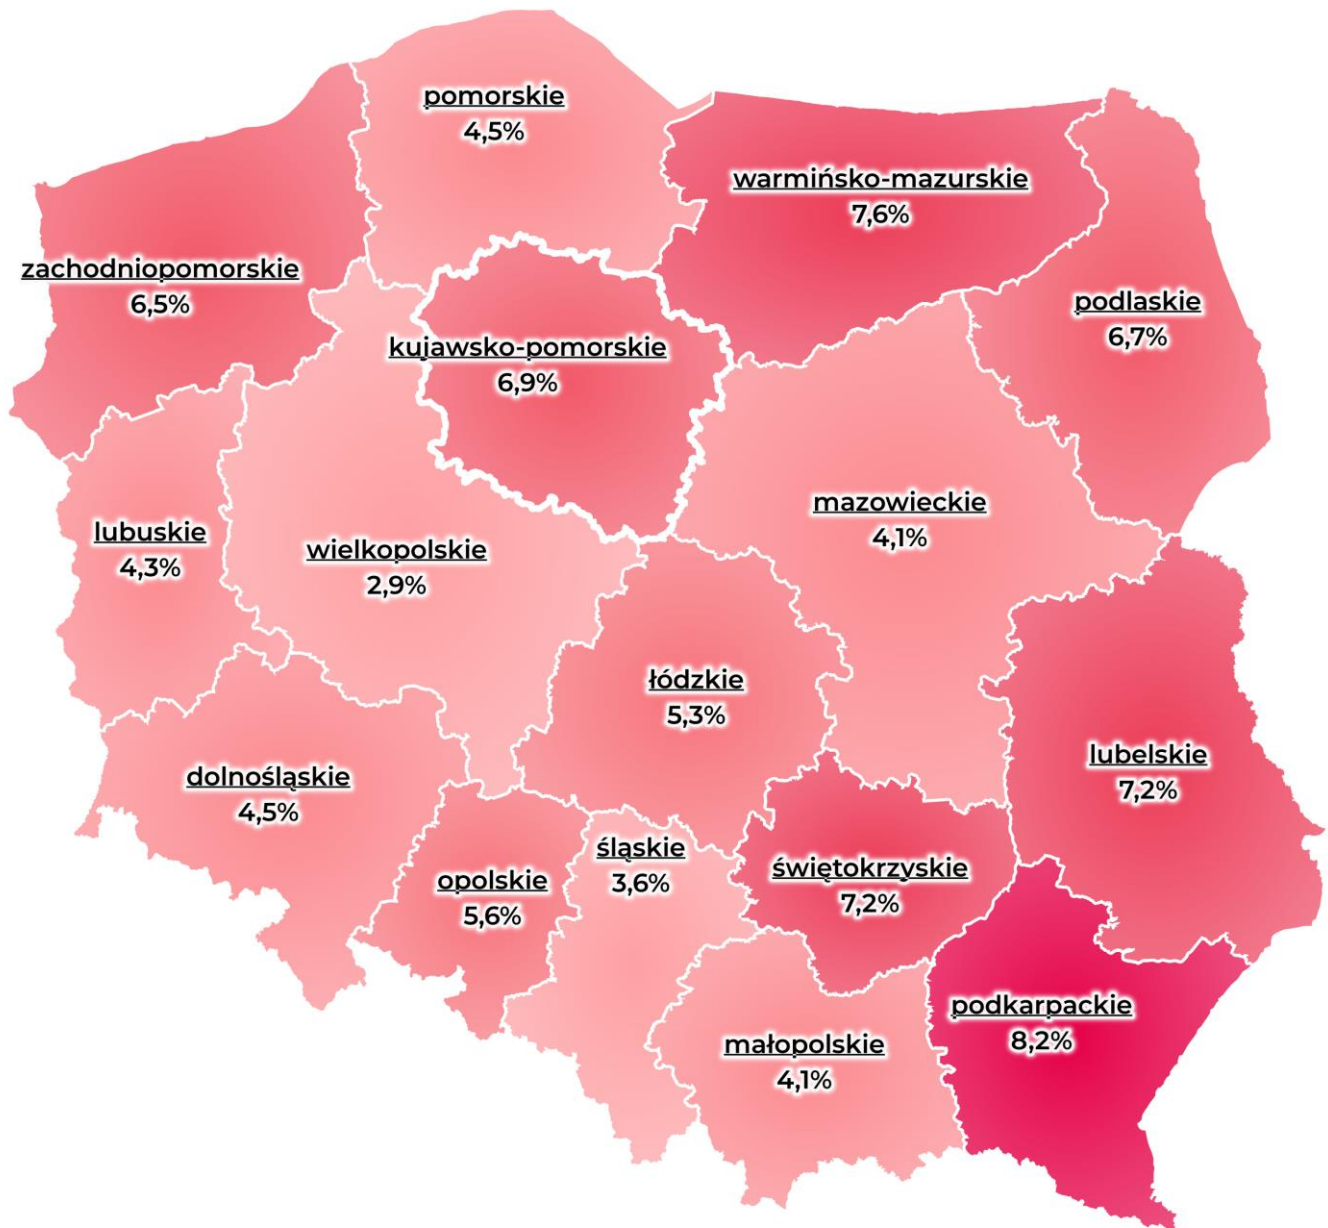 pomorskie
4,5%
warmińsko-mazurskie
7,6%
zachodniopomorskie
6,5%
podlaskie
6,7%
kujawsko-pomorskie
6,9%
mazowieckie
4,1%
lubuskie
4,3%
wielkopolskie
2,9%
łódzkie
5,3%
lubelskie
7,2%
dolnośląskie
4,5%
śląskie
3,6%
świętokrzyskie
7,2%
opolskie
5,6%
podkarpackie
8,2%
małopolskie
4,1%